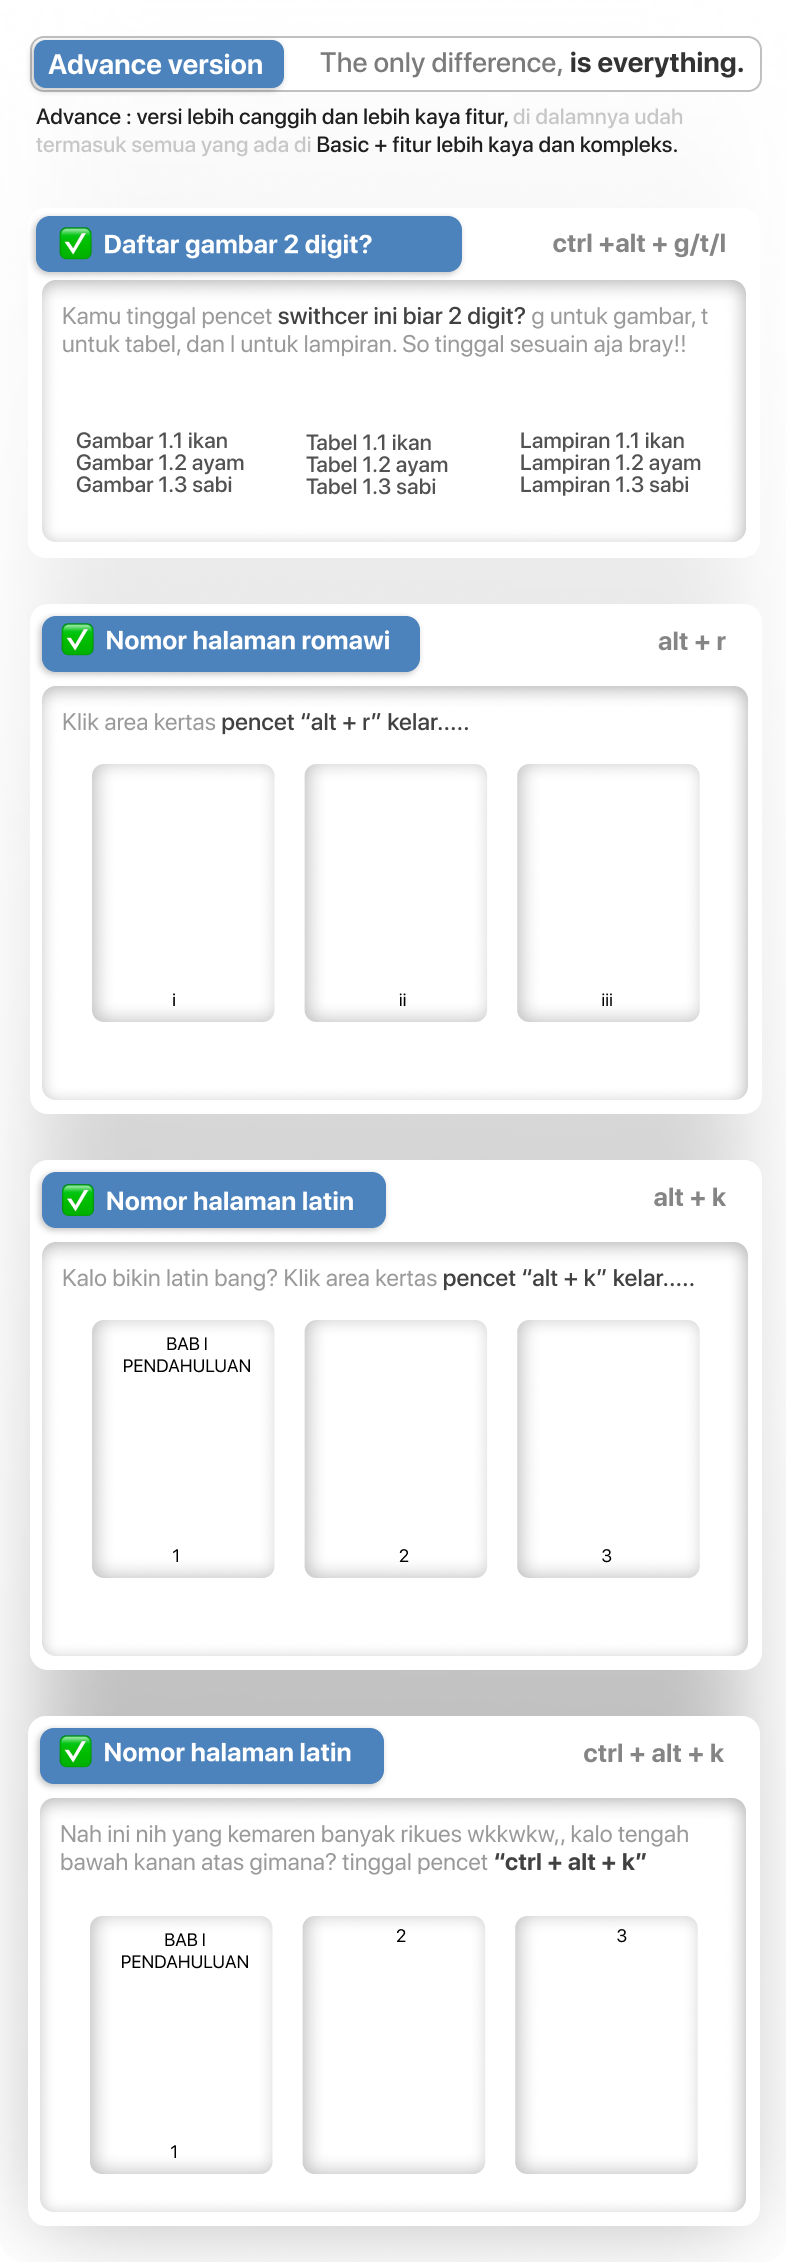 Advance version
The only difference, is everything.
Advance : versi lebih canggih dan lebih kaya fitur, di dalamnya udah
termasuk semua yang ada di Basic + fitur lebih kaya dan kompleks.
✅ Daftar gambar 2 digit?
ctrl +alt + g/t/l
Kamu tinggal pencet swithcer ini biar 2 digit? g untuk gambar, t
untuk tabel, dan l untuk lampiran. So tinggal sesuain aja bray!!
Gambar 1.1 ikan
Gambar 1.2 ayam
Gambar 1.3 sabi
Tabel 1.1 ikan
Tabel 1.2 ayam
Tabel 1.3 sabi
Lampiran 1.1 ikan
Lampiran 1.2 ayam
Lampiran 1.3 sabi
✅ Nomor halaman romawi
alt + r
Klik area kertas pencet “alt + r” kelar.....
i
ii
iii
✅ Nomor halaman latin
alt + k
Kalo bikin latin bang? Klik area kertas pencet “alt + k” kelar.....
BAB I
PENDAHULUAN
1
2
3
✅ Nomor halaman latin
ctrl + alt + k
Nah ini nih yang kemaren banyak rikues wkkwkw,, kalo tengah
bawah kanan atas gimana? tinggal pencet “ctrl + alt + k”
BAB I
PENDAHULUAN
1
2
3